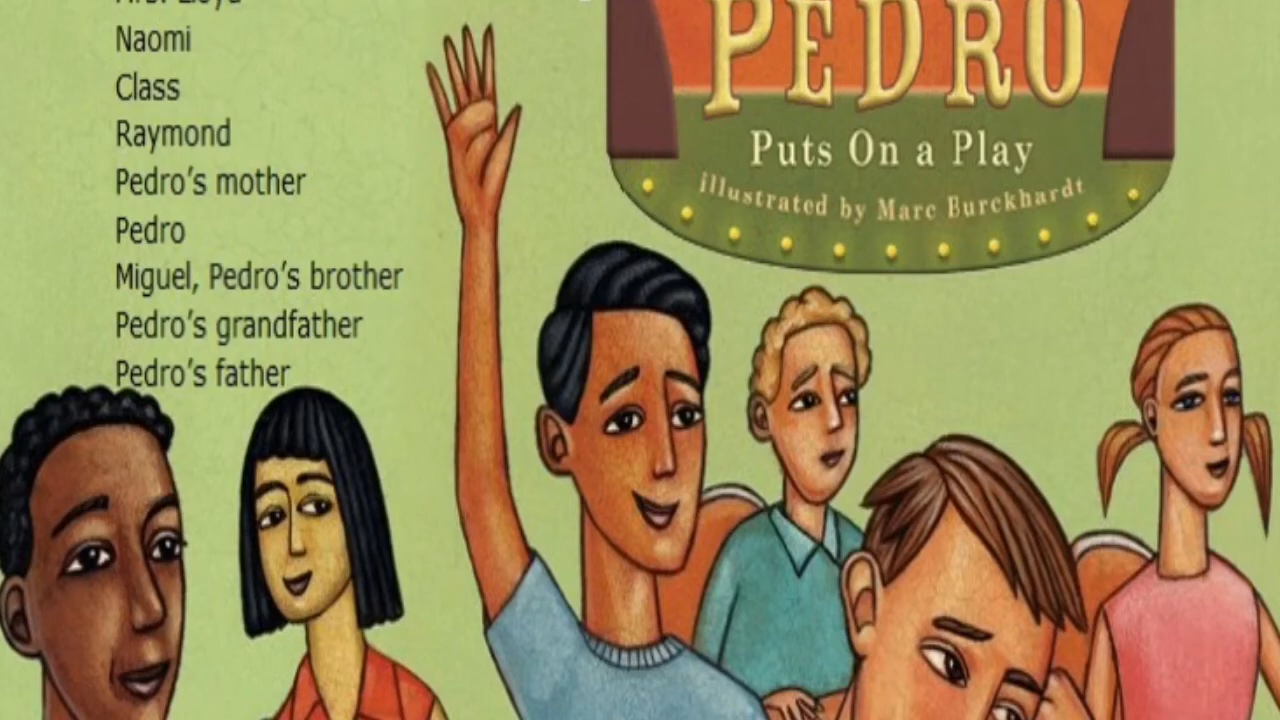 Naomi
Class
Raymond
Pedro's mother
Pedro
Miguel, Pedro's brother
Pedro's grandfather
Pedro's father
PEDRO
Puts On a Play
illustrated by Marc Burckhardt